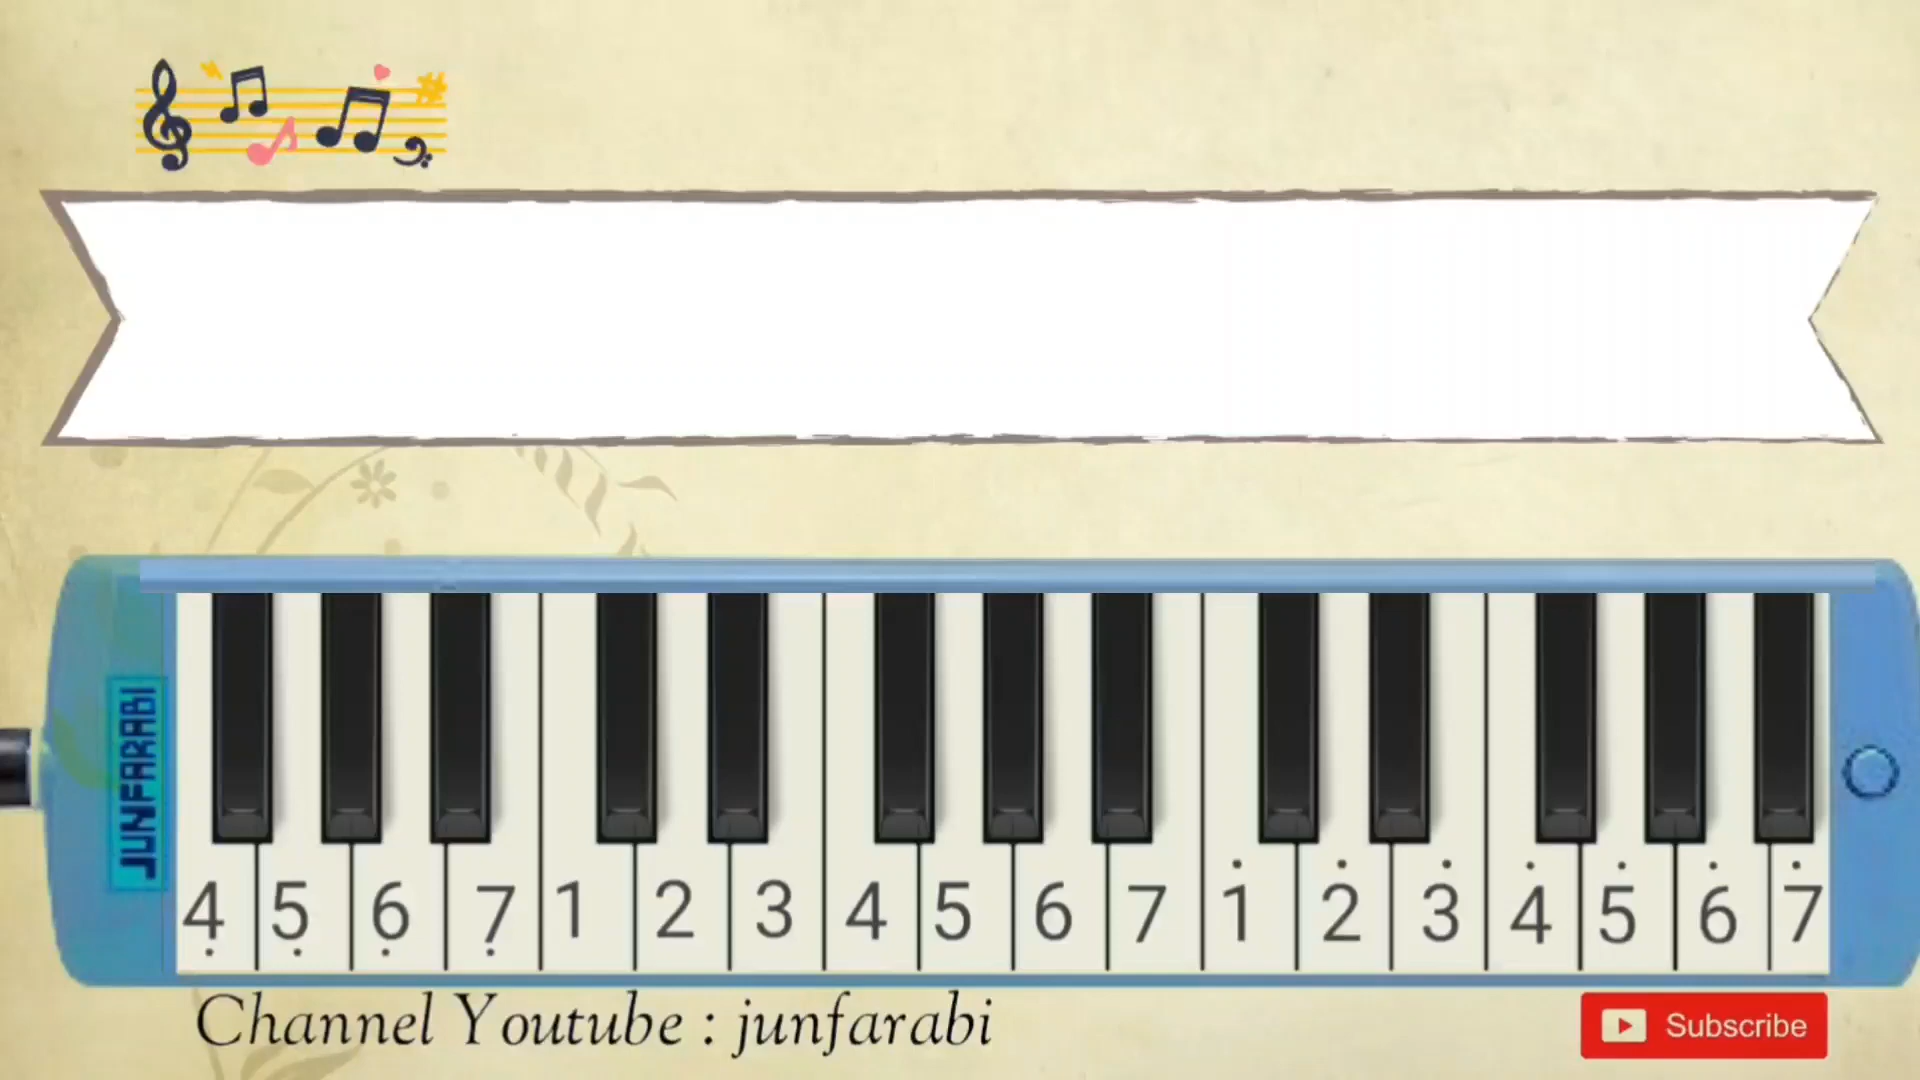 JUNFARABI
4̣ 5̣ 6̣ 7̣ 1 2 3 4 5 6 7 1̇ 2̇ 3̇ 4̇ 5̇ 6̇ 7̇
Channel Youtube : junfarabi
Subscribe